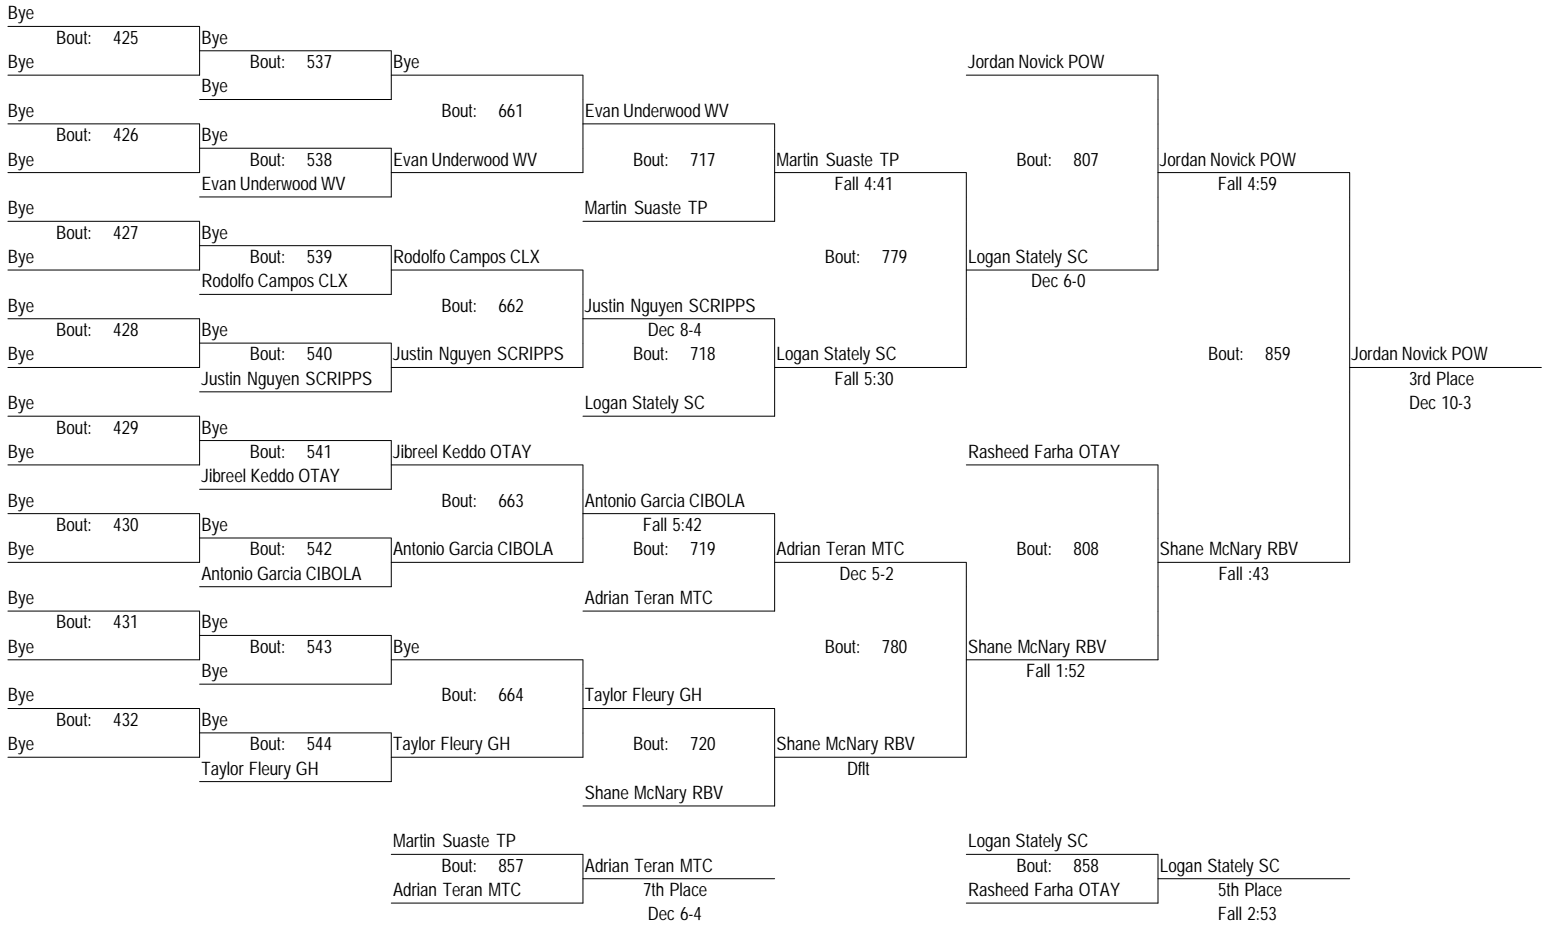 Bye
Bout: 425
Bye
Bye
Bout: 537
Bye
Bye
Bout: 426
Bye
Bye
Bout: 538
Evan Underwood WV
Bye
Bout: 427
Bye
Bye
Bout: 539
Rodolfo Campos CLX
Bye
Bout: 428
Bye
Bye
Bout: 540
Justin Nguyen SCRIPPS
Bye
Bout: 429
Bye
Bye
Bout: 541
Jibreel Keddo OTAY
Bye
Bout: 430
Bye
Bye
Bout: 542
Antonio Garcia CIBOLA
Bye
Bout: 431
Bye
Bye
Bout: 543
Bye
Bye
Bout: 432
Bye
Bye
Bout: 544
Taylor Fleury GH
Bye
Bout: 661
Evan Underwood WV
Rodolfo Campos CLX
Bout: 662
Justin Nguyen SCRIPPS
Jibreel Keddo OTAY
Bout: 663
Antonio Garcia CIBOLA
Bye
Bout: 664
Taylor Fleury GH
Evan Underwood WV
Bout: 717
Martin Suaste TP
Justin Nguyen SCRIPPS
Dec 8-4
Bout: 718
Logan Stately SC
Antonio Garcia CIBOLA
Fall 5:42
Bout: 719
Adrian Teran MTC
Taylor Fleury GH
Bout: 720
Shane McNary RBV
Martin Suaste TP
Fall 4:41
Bout: 779
Logan Stately SC
Fall 5:30
Adrian Teran MTC
Dec 5-2
Bout: 780
Shane McNary RBV
Dflt
Jordan Novick POW
Bout: 807
Logan Stately SC
Dec 6-0
Rasheed Farha OTAY
Bout: 808
Shane McNary RBV
Fall 1:52
Jordan Novick POW
Fall 4:59
Bout: 859
Shane McNary RBV
Fall :43
Jordan Novick POW
3rd Place
Dec 10-3
Martin Suaste TP
Bout: 857
Adrian Teran MTC
Adrian Teran MTC
7th Place
Dec 6-4
Logan Stately SC
Bout: 858
Rasheed Farha OTAY
Logan Stately SC
5th Place
Fall 2:53